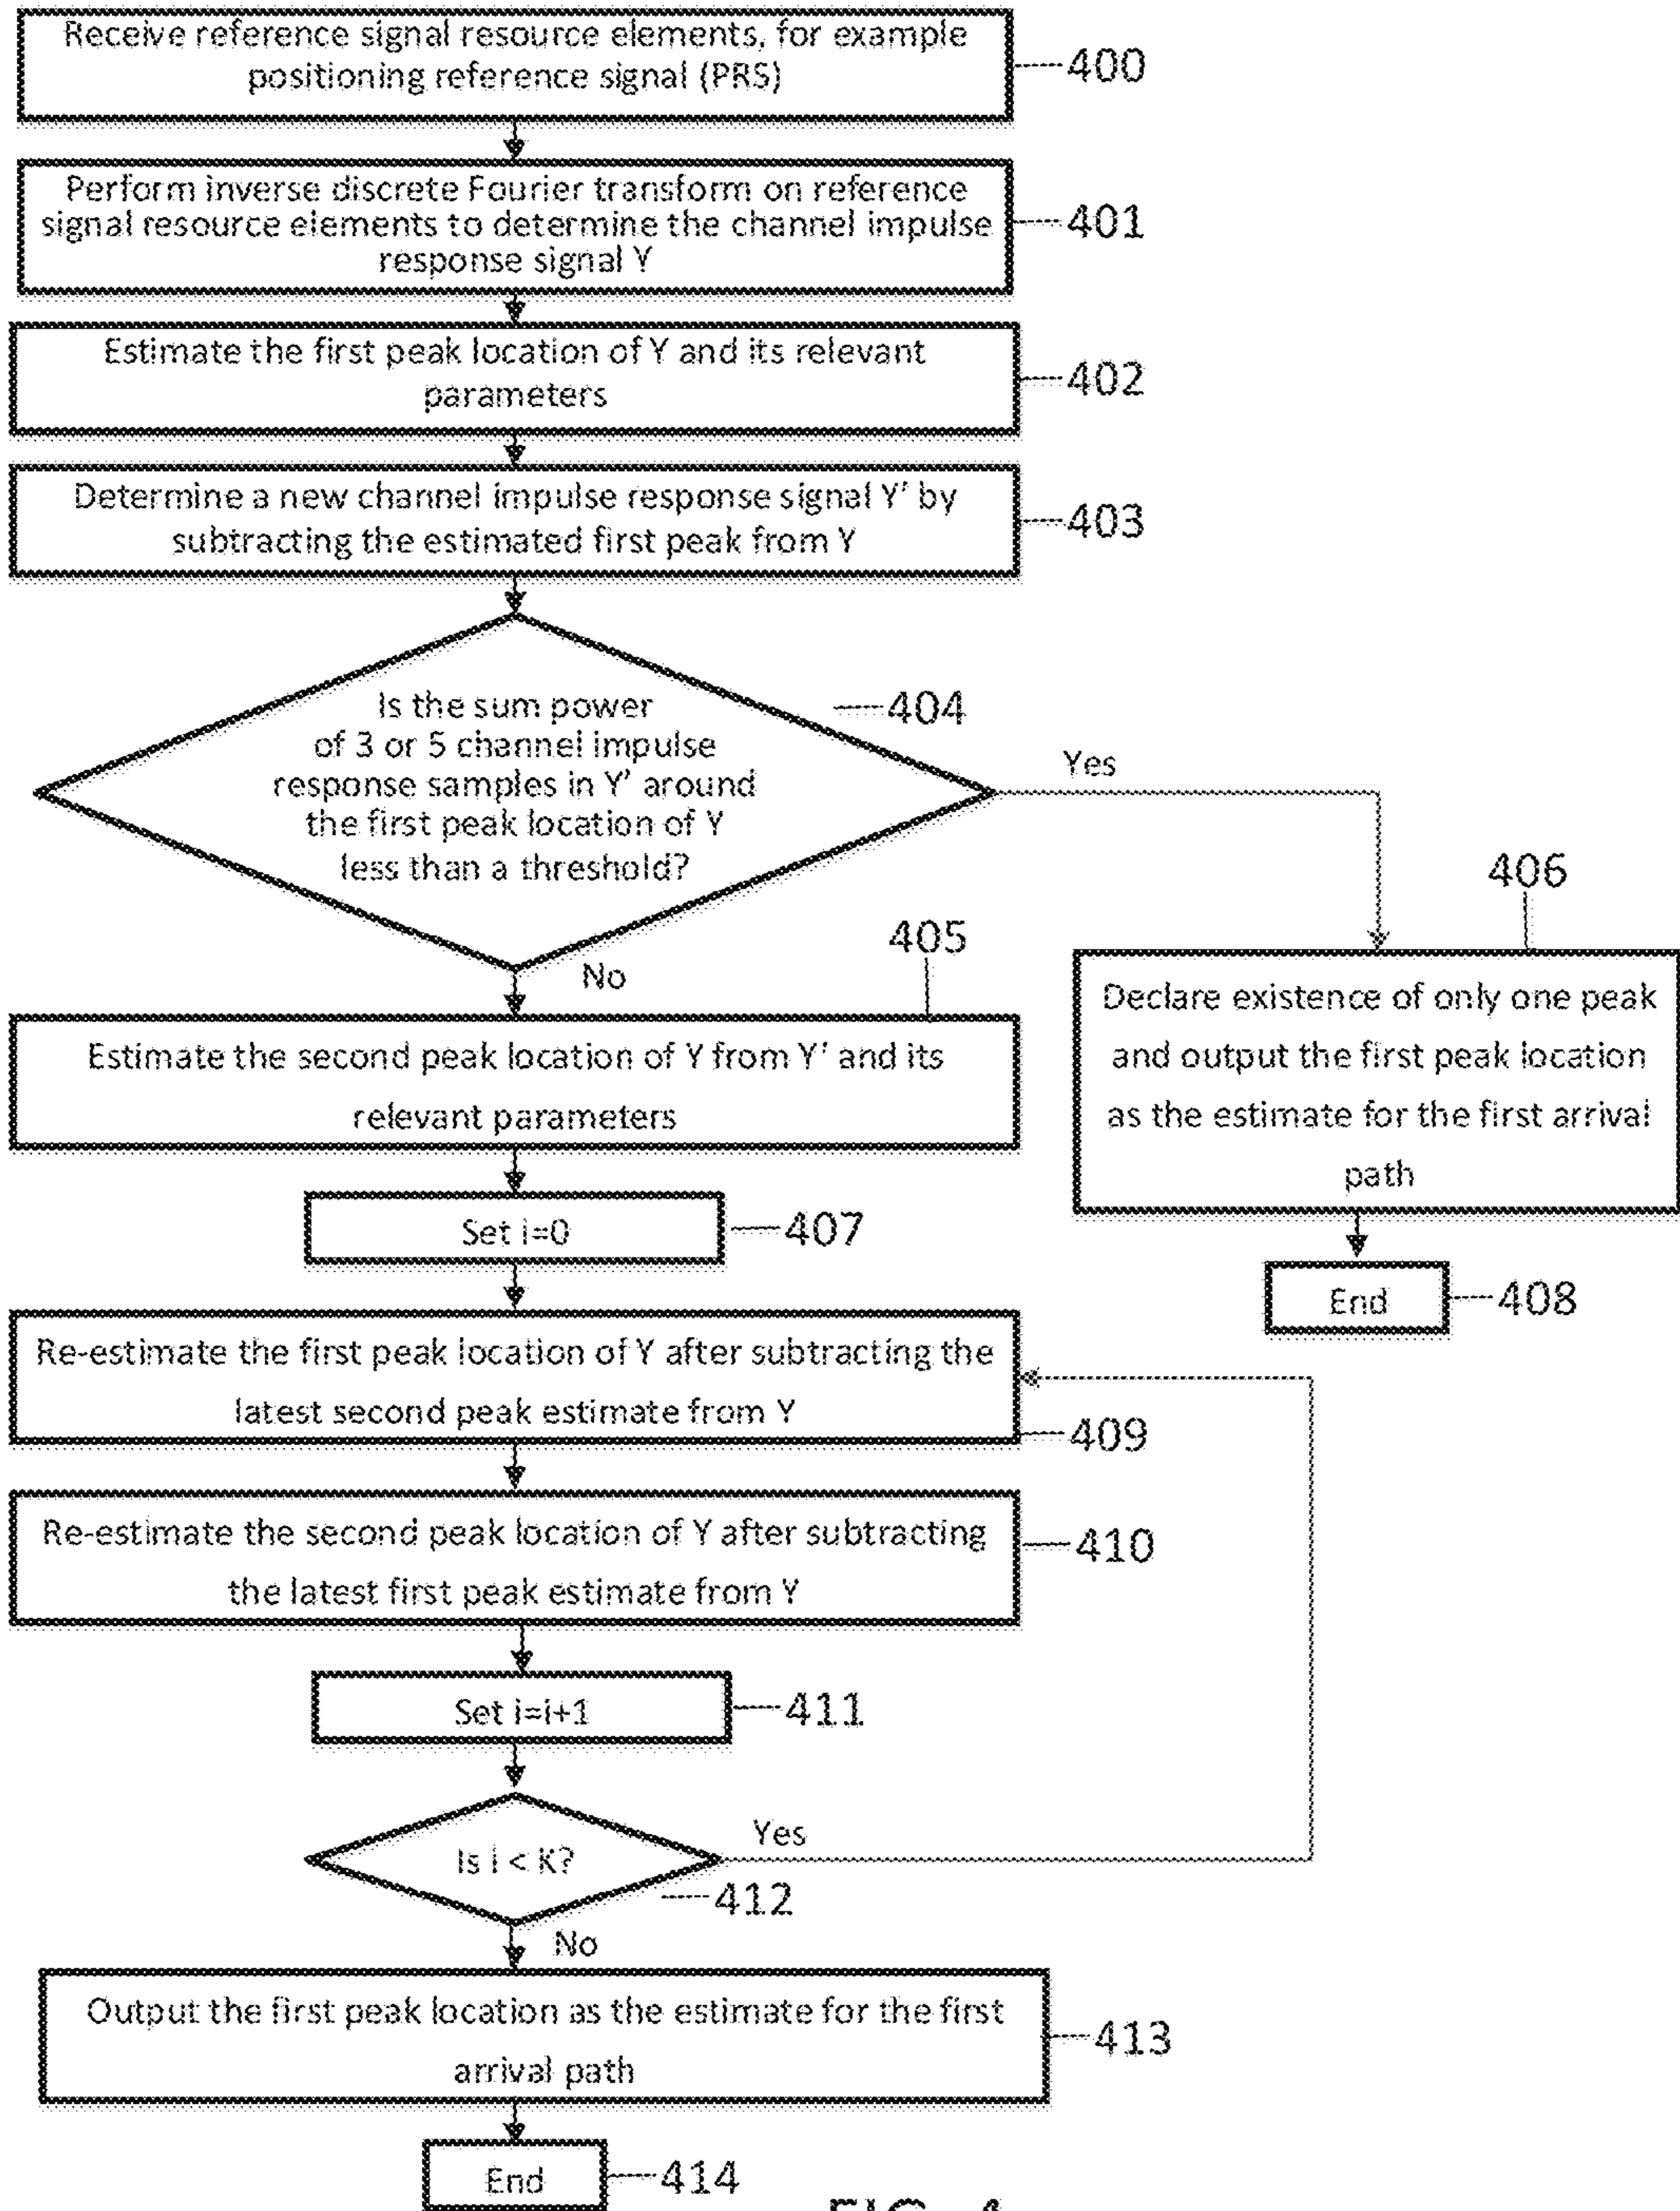 Receive reference signal resource elements, for example
positioning reference signal (PRS)
400
Perform inverse discrete Fourier transform on reference
signal resource elements to determine the channel impulse
response signal Y
401
Estimate the first peak location of Y and its relevant
parameters
402
Determine a new channel impulse response signal Y' by
subtracting the estimated first peak from Y
403
Is the sum power
of 3 or 5 channel impulse
response samples in Y' around
the first peak location of Y
less than a threshold?
404
Yes
No
405
406
Estimate the second peak location of Y from Y' and its
relevant parameters
Declare existence of only one peak
and output the first peak location
as the estimate for the first arrival
path
Set i=0
407
End
408
Re-estimate the first peak location of Y after subtracting the
latest second peak estimate from Y
409
Re-estimate the second peak location of Y after subtracting
the latest first peak estimate from Y
410
Set i=i+1
411
Is i < K?
Yes
412
No
Output the first peak location as the estimate for the first
arrival path
413
End
414